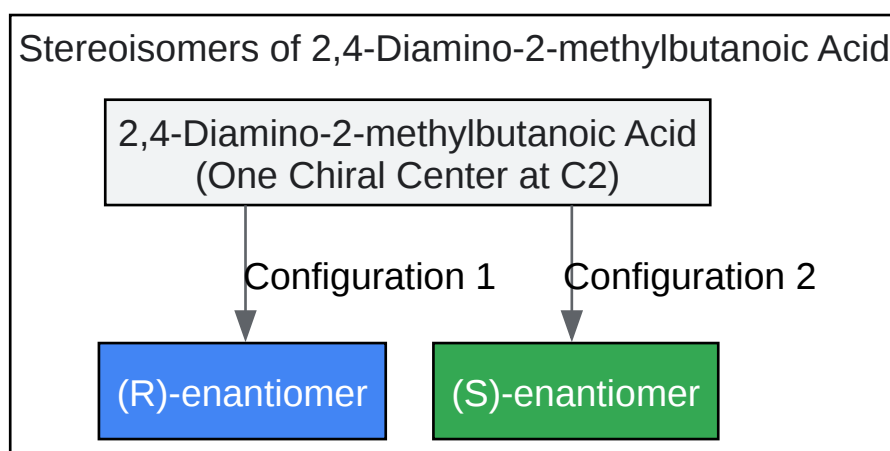 Stereoisomers of 2,4-Diamino-2-methylbutanoic Acid
2,4-Diamino-2-methylbutanoic Acid
(One Chiral Center at C2)
Configuration 1
Configuration 2
(R)-enantiomer
(S)-enantiomer